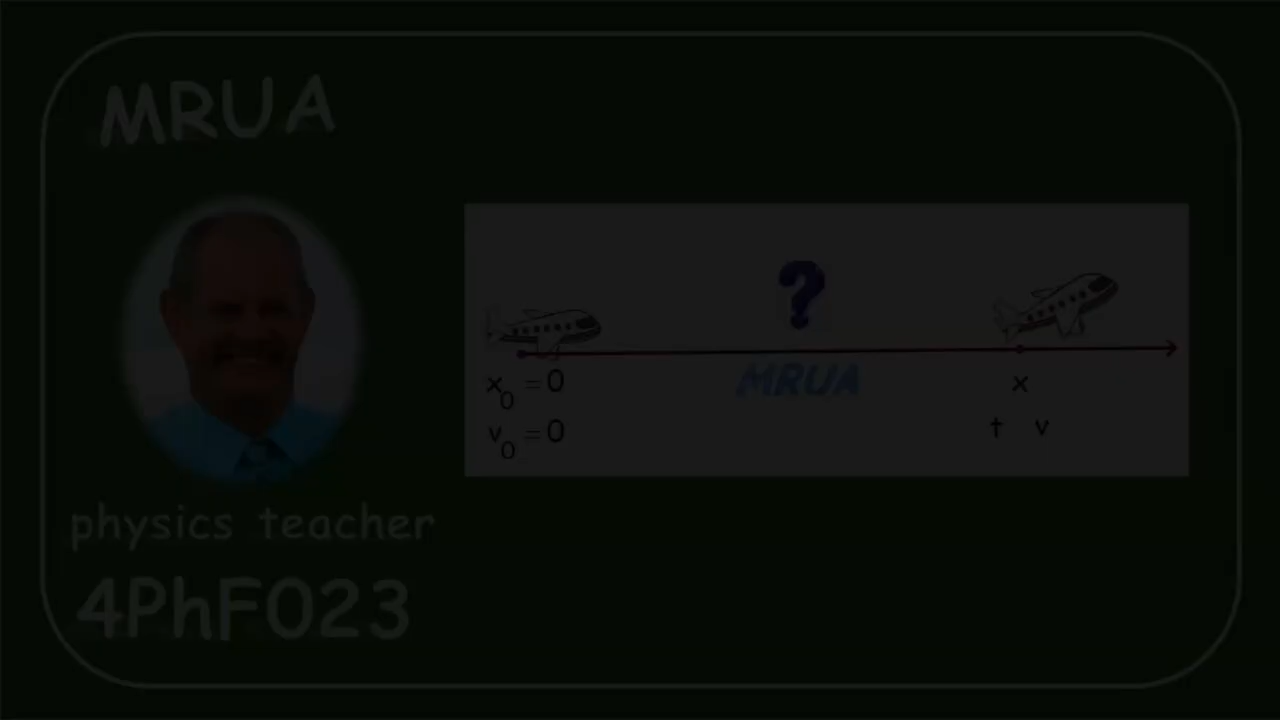 MRUA
?
MRUA
x0 = 0
x
v0 = 0
t v
physics teacher
4PhF023